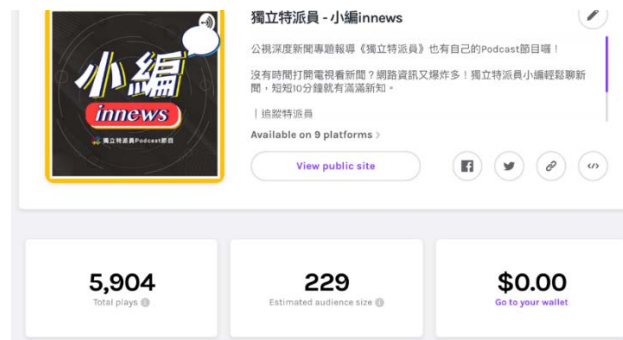 獨立特派員 - 小編innews
公視深度新聞專題報導《獨立特派員》也有自己的Podcast節目囉！
沒有時間打開電視看新聞？網路資訊又爆炸多！獨立特派員小編輕鬆聊新
聞，短短10分鐘就有滿滿新知。
｜追蹤特派員
Available on 9 platforms >
View public site
小編
innews
獨立特派員Podcast節目
5,904
Total plays
229
Estimated audience size
$0.00
Go to your wallet